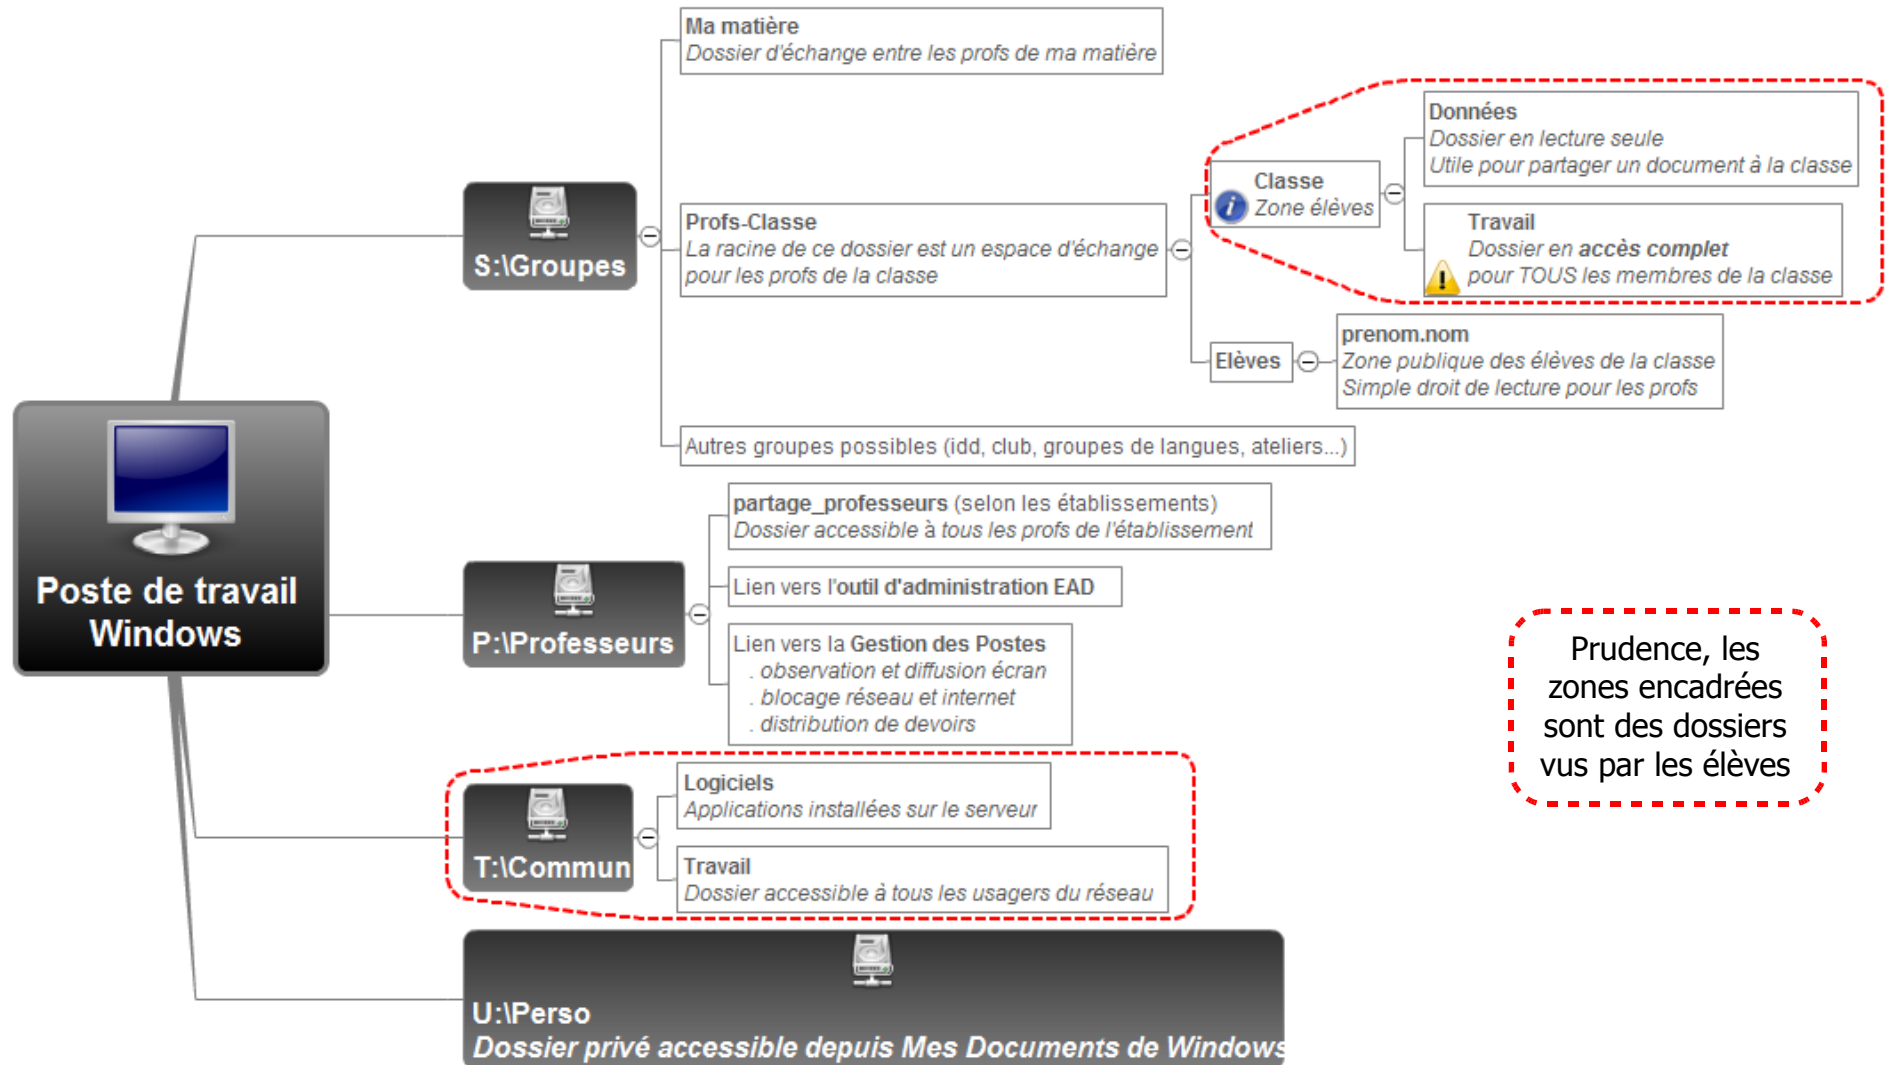 Poste de travail
Windows
S:\Groupes
Ma matière
Dossier d'échange entre les profs de ma matière
Profs-Classe
La racine de ce dossier est un espace d'échange
pour les profs de la classe
Classe
Zone élèves
Données
Dossier en lecture seule
Utile pour partager un document à la classe
Travail
Dossier en accès complet
pour TOUS les membres de la classe
Elèves
prenom.nom
Zone publique des élèves de la classe
Simple droit de lecture pour les profs
Autres groupes possibles (idd, club, groupes de langues, ateliers...)
P:\Professeurs
partage_professeurs (selon les établissements)
Dossier accessible à tous les profs de l'établissement
Lien vers l'outil d'administration EAD
Lien vers la Gestion des Postes
. observation et diffusion écran
. blocage réseau et internet
. distribution de devoirs
T:\Commun
Logiciels
Applications installées sur le serveur
Travail
Dossier accessible à tous les usagers du réseau
U:\Perso
Dossier privé accessible depuis Mes Documents de Windows
Prudence, les
zones encadrées
sont des dossiers
vus par les élèves